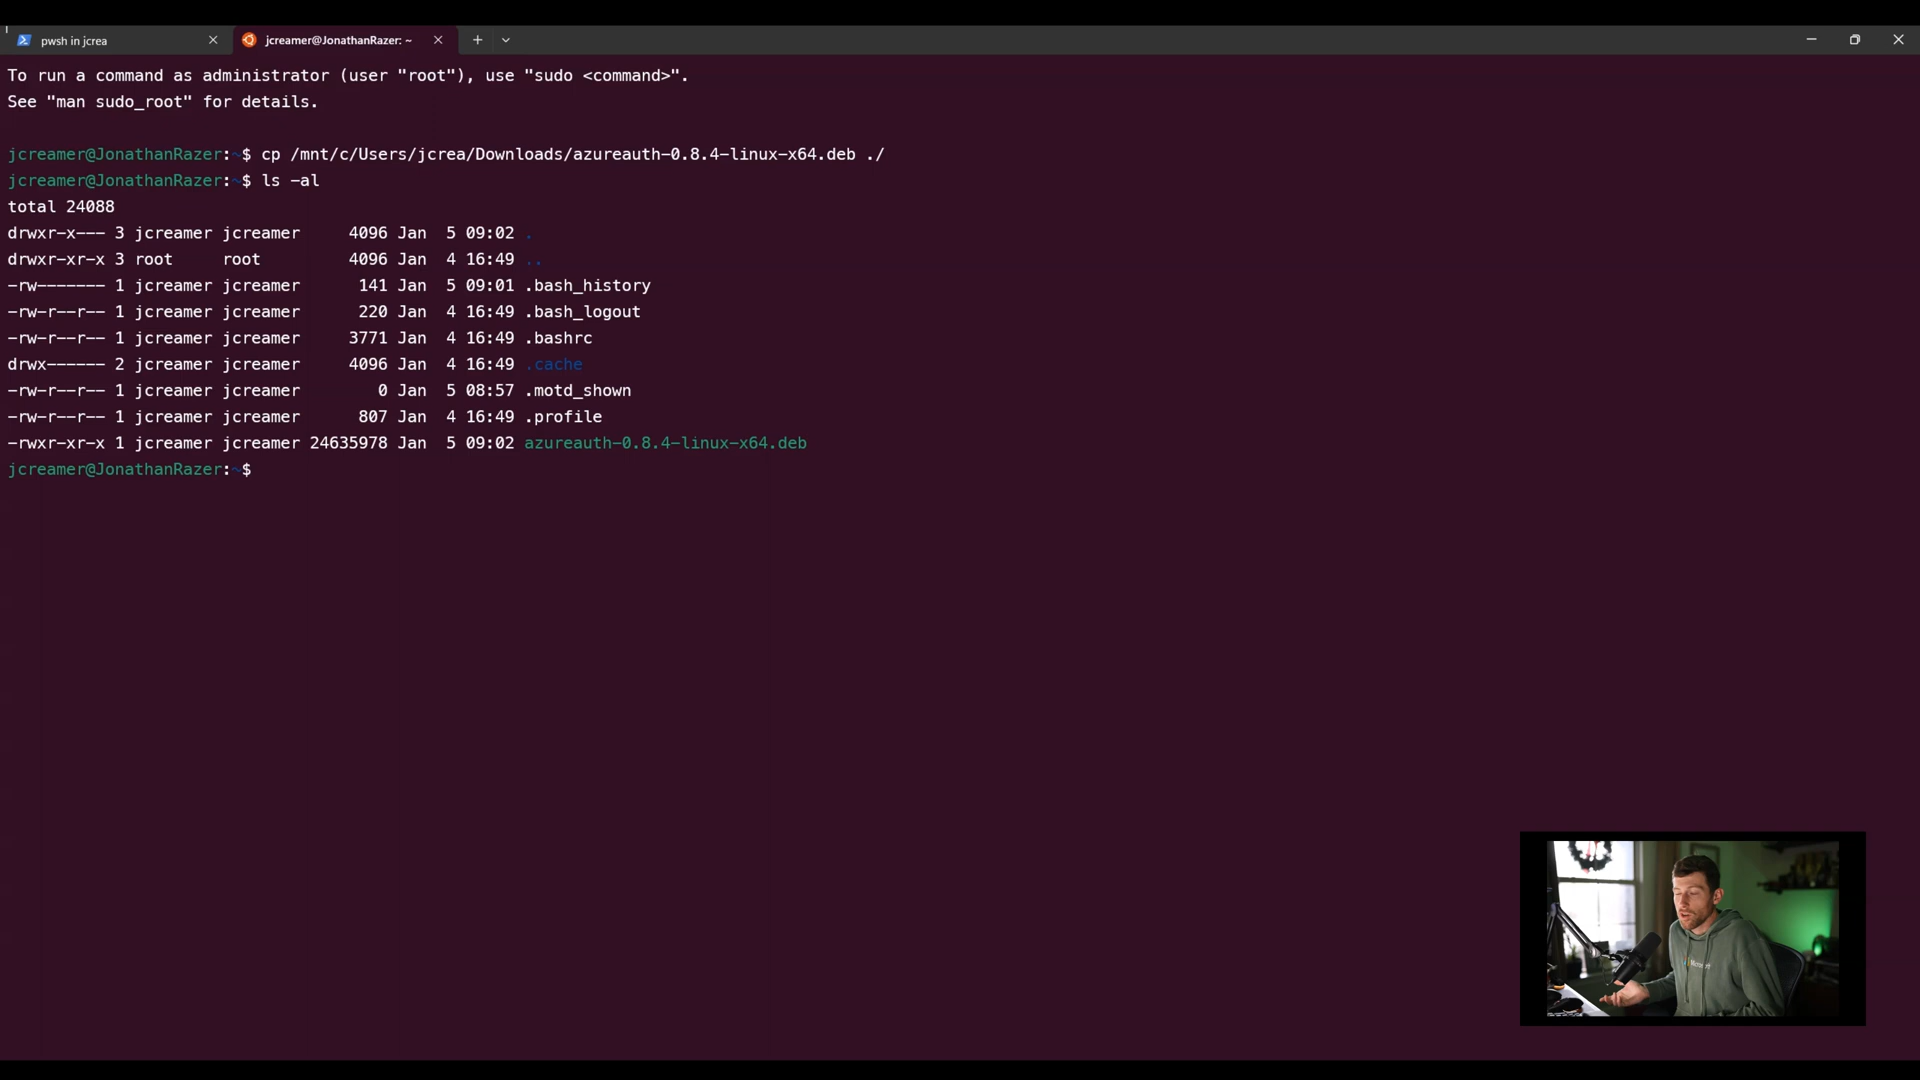 pwsh in jcrea
jcreamer@JonathanRazer: ~
To run a command as administrator (user "root"), use "sudo <command>".
See "man sudo_root" for details.
jcreamer@JonathanRazer:~$ cp /mnt/c/Users/jcrea/Downloads/azureauth-0.8.4-linux-x64.deb ./
jcreamer@JonathanRazer:~$ ls -al
total 24088
drwxr-x--- 3 jcreamer jcreamer     4096 Jan  5 09:02 .
drwxr-xr-x 3 root     root         4096 Jan  4 16:49 ..
-rw------- 1 jcreamer jcreamer      141 Jan  5 09:01 .bash_history
-rw-r--r-- 1 jcreamer jcreamer      220 Jan  4 16:49 .bash_logout
-rw-r--r-- 1 jcreamer jcreamer     3771 Jan  4 16:49 .bashrc
drwx------ 2 jcreamer jcreamer     4096 Jan  4 16:49 .cache
-rw-r--r-- 1 jcreamer jcreamer        0 Jan  5 08:57 .motd_shown
-rw-r--r-- 1 jcreamer jcreamer      807 Jan  4 16:49 .profile
-rwxr-xr-x 1 jcreamer jcreamer 24635978 Jan  5 09:02 azureauth-0.8.4-linux-x64.deb
jcreamer@JonathanRazer:~$